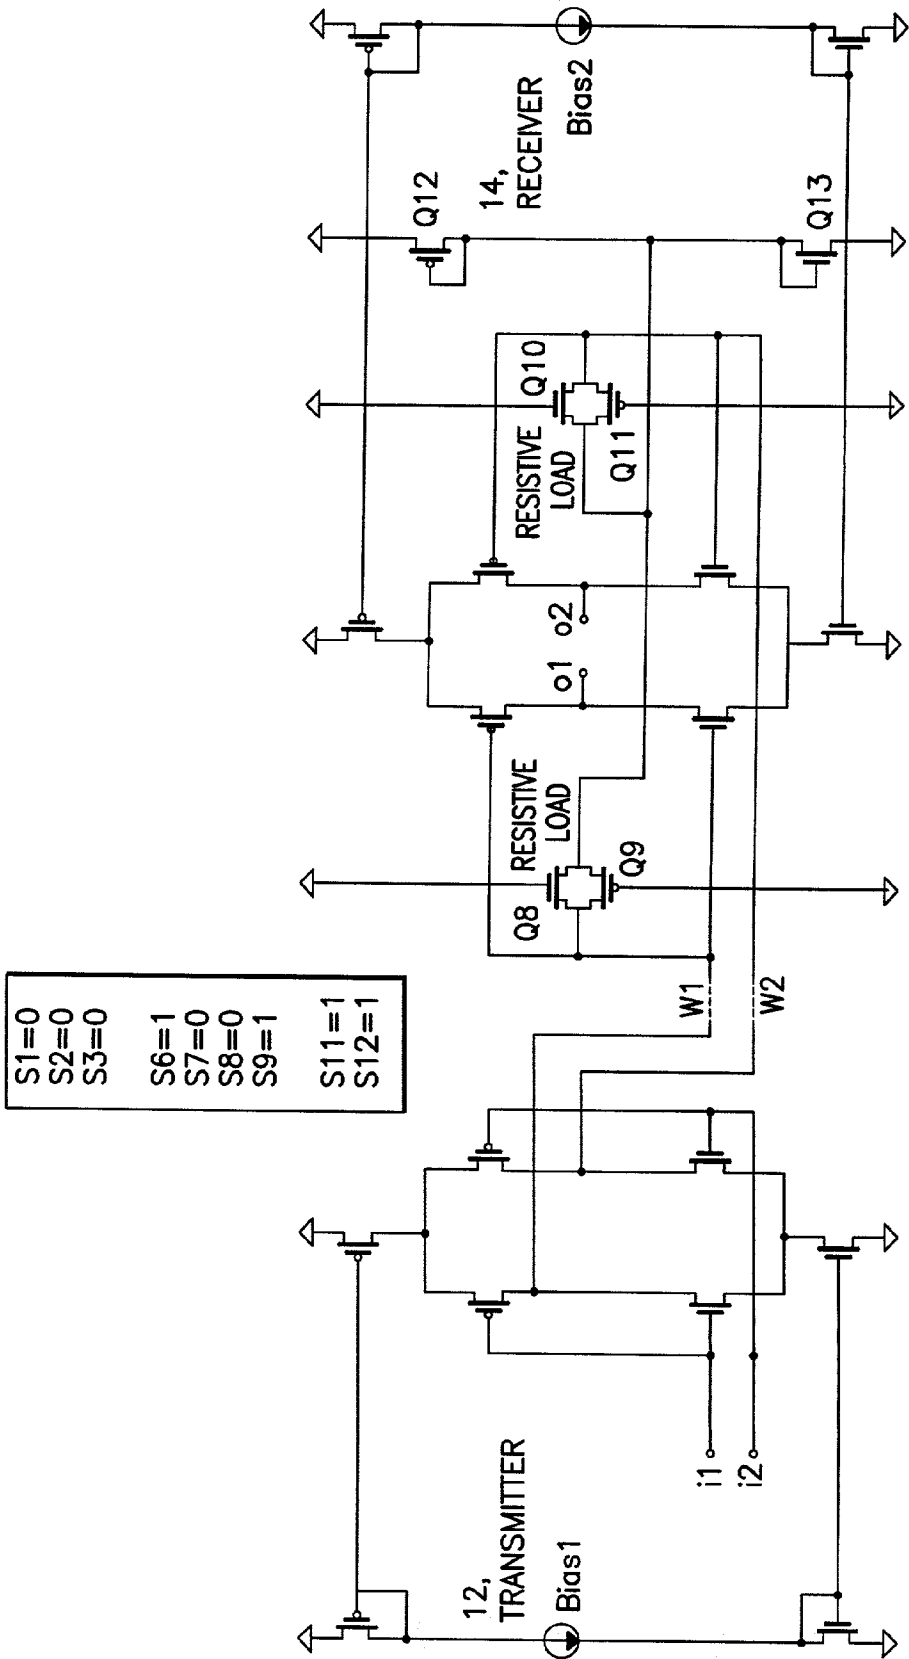 S1=0
S2=0
S3=0
S6=1
S7=0
S8=0
S9=1
S11=1
S12=1
12,
TRANSMITTER
Bias1
i1
i2
W1
W2
Q8
Q9
RESISTIVE
LOAD
o1
o2
RESISTIVE
LOAD
Q10
Q11
Q12
Q13
14,
RECEIVER
Bias2